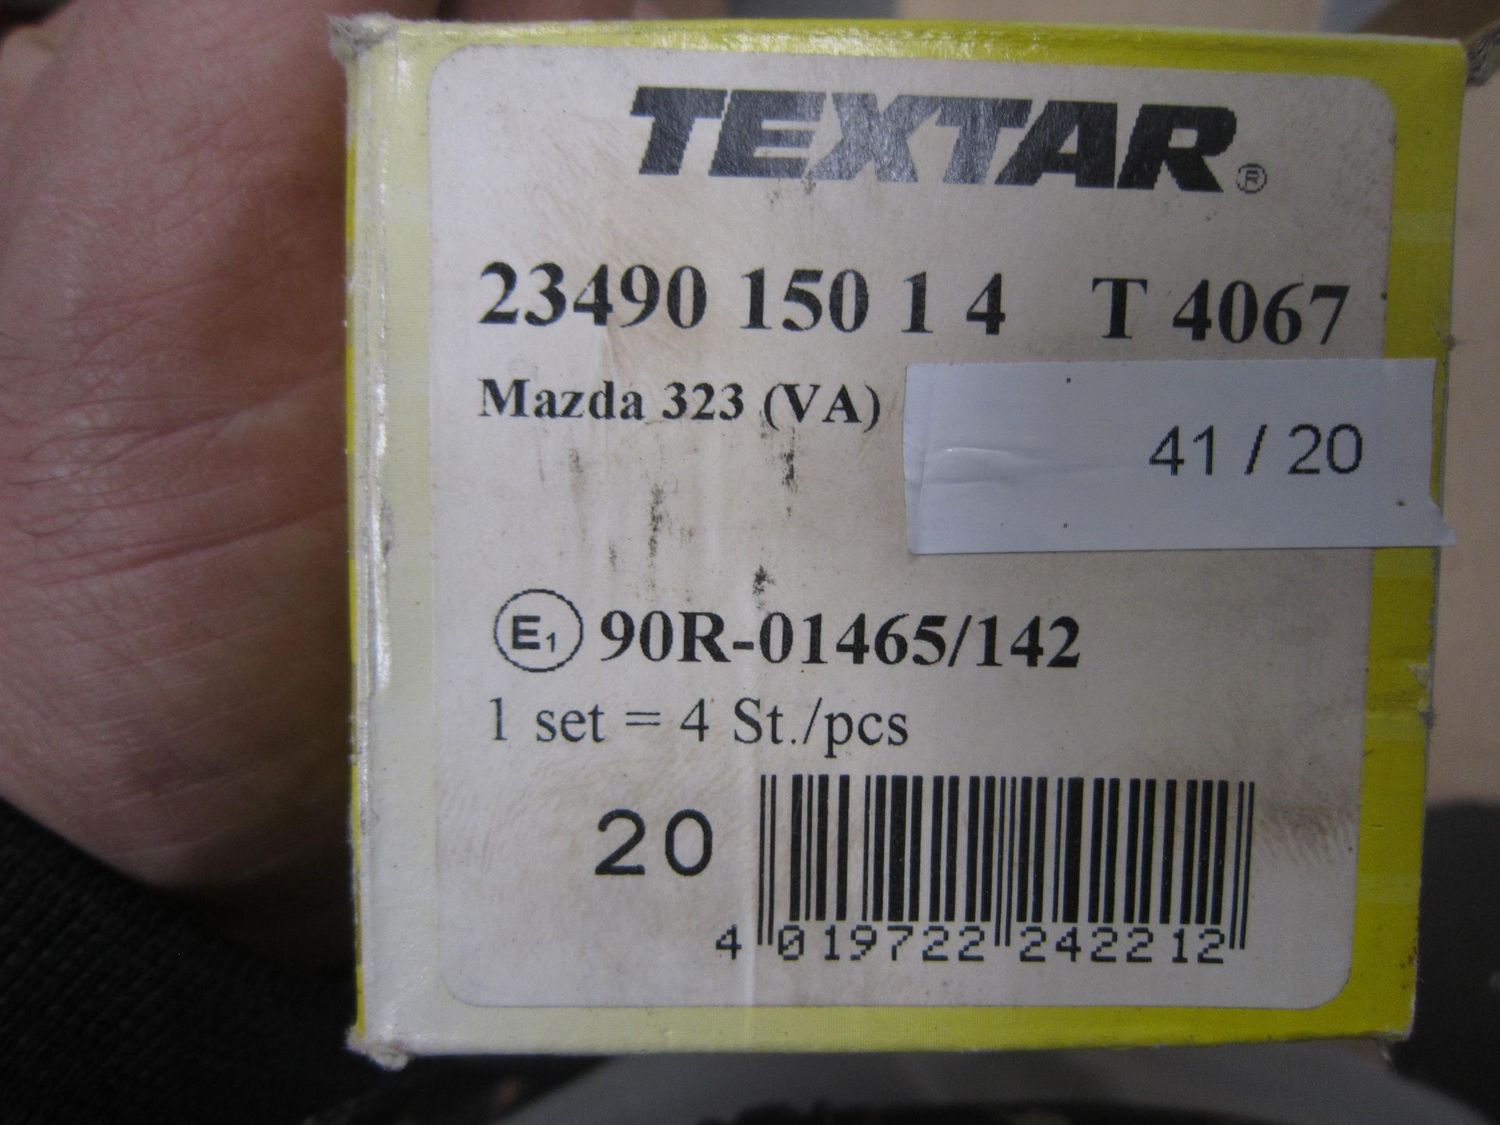 TEXTAR®
23490 150 1 4 T 4067
Mazda 323 (VA)
41 / 20
E1 90R-01465/142
1 set = 4 St./pcs
20
4 019722 242212